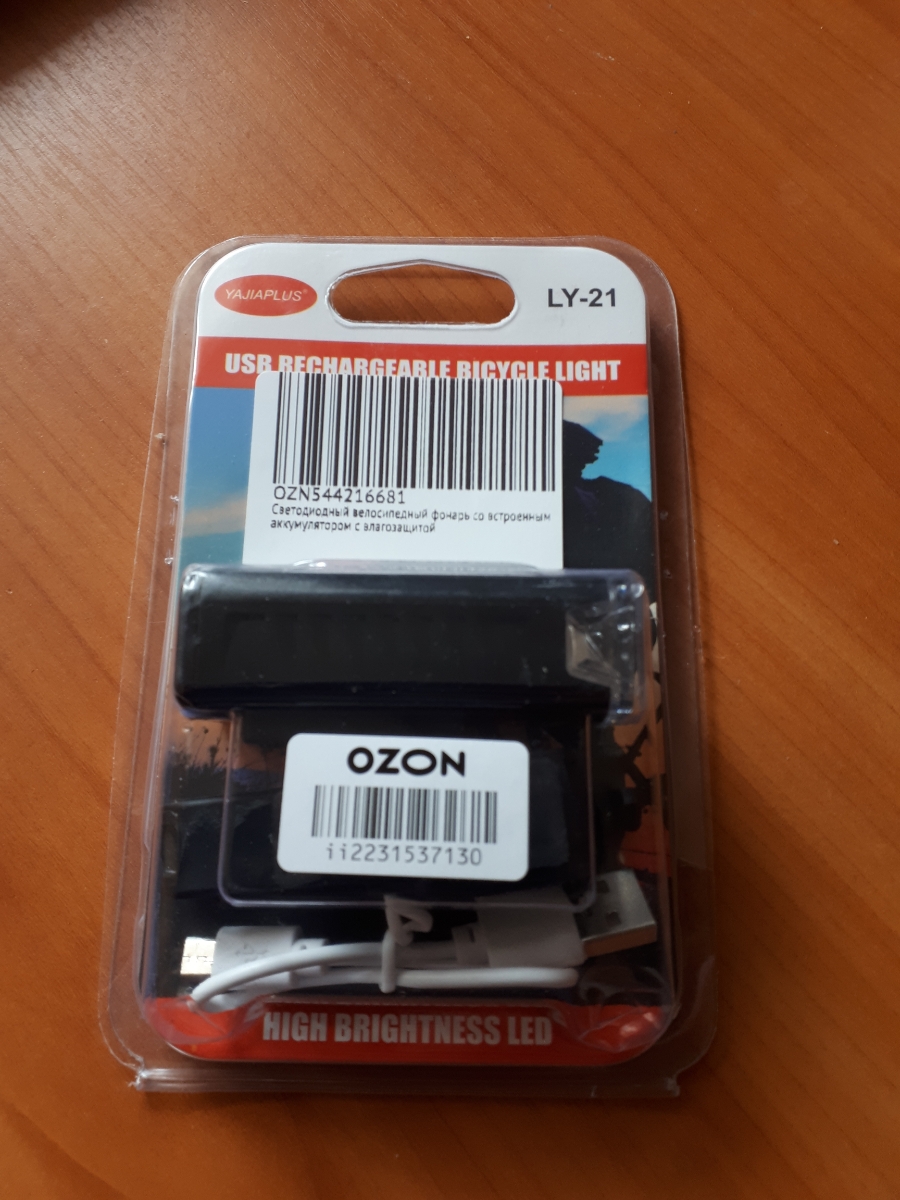 YAJIAPLUS®
LY-21
USB RECHARGEABLE BICYCLE LIGHT
OZN544216681
Светодиодный велосипедный фонарь со встроенным
аккумулятором с влагозащитой
OZON
ii2231537130
HIGH BRIGHTNESS LED